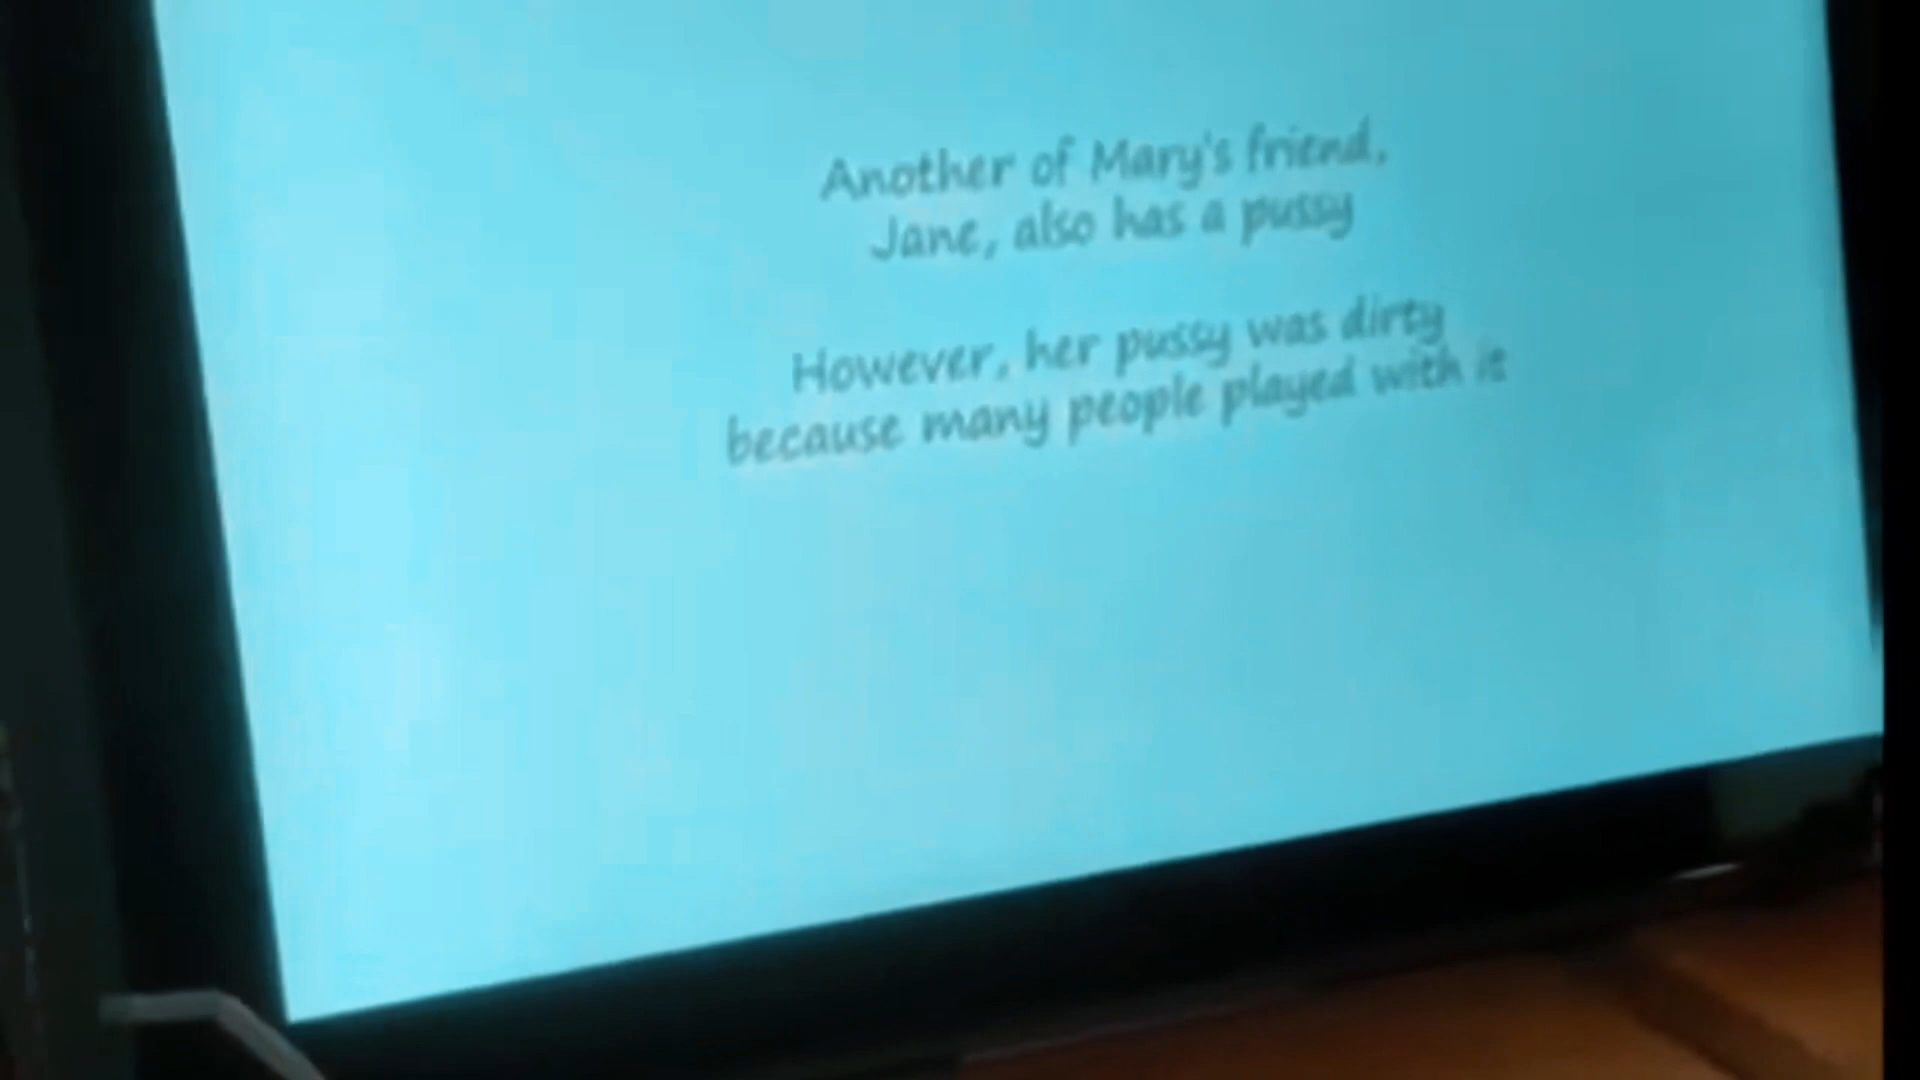 Another of Mary's friend,
Jane, also has a pussy
However, her pussy was dirty
because many people played with it